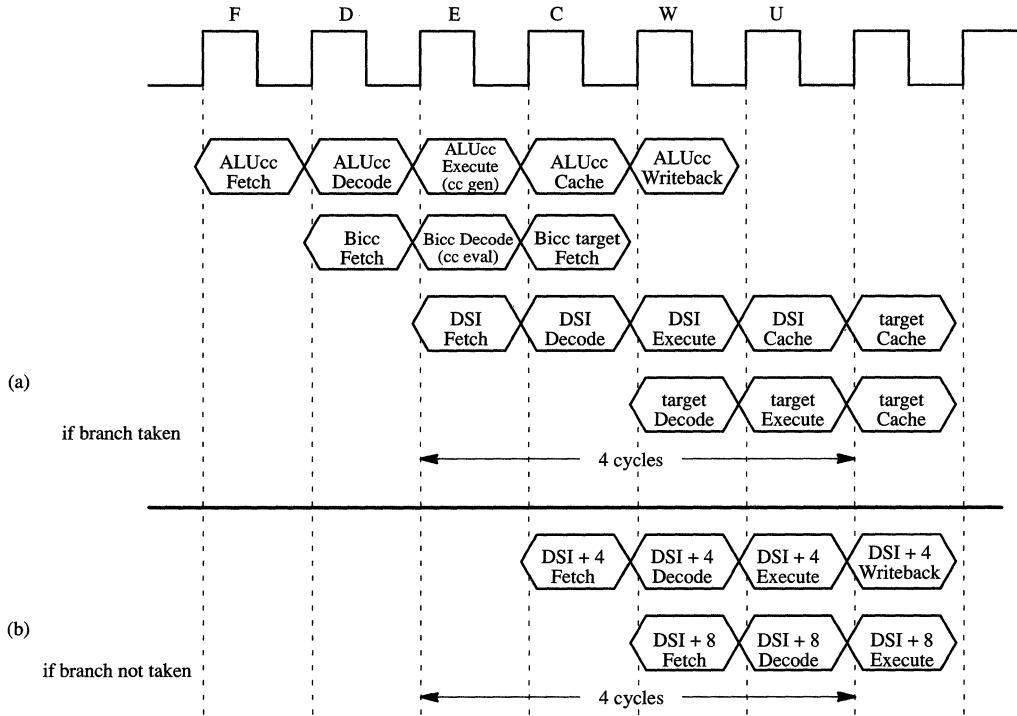 F D E C W U
ALUcc Fetch
ALUcc Decode
ALUcc Execute (cc gen)
ALUcc Cache
ALUcc Writeback
Bicc Fetch
Bicc Decode (cc eval)
Bicc target Fetch
DSI Fetch
DSI Decode
DSI Execute
DSI Cache
target Cache
(a)
target Decode
target Execute
target Cache
if branch taken
4 cycles
DSI + 4 Fetch
DSI + 4 Decode
DSI + 4 Execute
DSI + 4 Writeback
(b)
DSI + 8 Fetch
DSI + 8 Decode
DSI + 8 Execute
if branch not taken
4 cycles